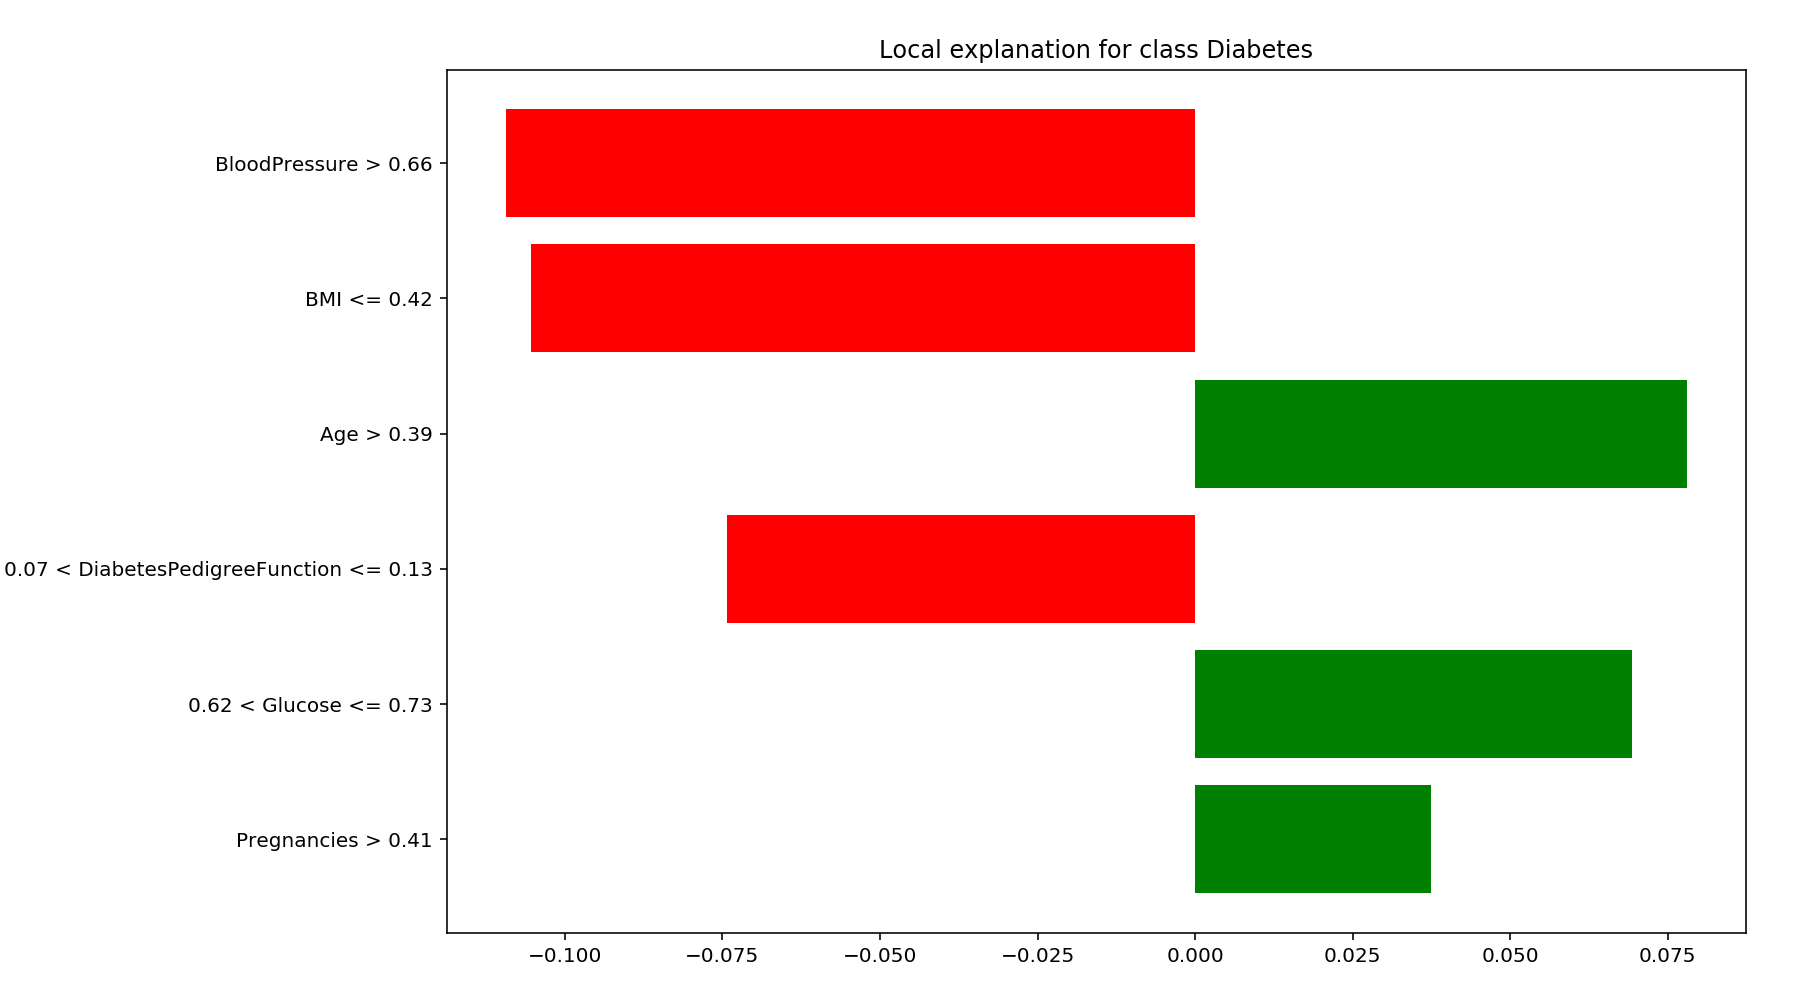 Local explanation for class Diabetes
BloodPressure > 0.66
BMI <= 0.42
Age > 0.39
0.07 < DiabetesPedigreeFunction <= 0.13
0.62 < Glucose <= 0.73
Pregnancies > 0.41
−0.100 −0.075 −0.050 −0.025 0.000 0.025 0.050 0.075